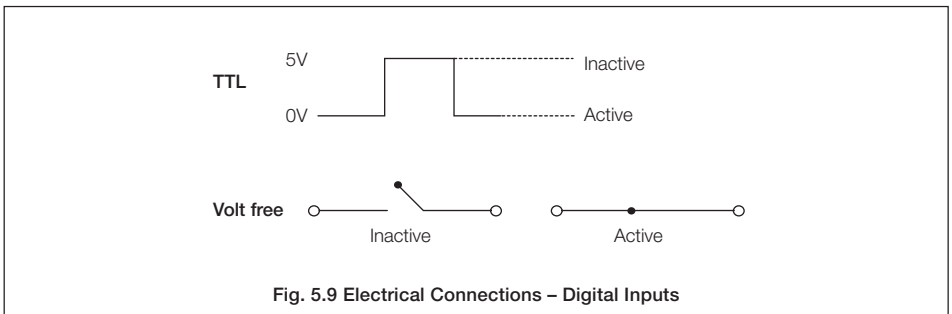 5V
Inactive
TTL
0V
Active
Volt free
Inactive
Active
Fig. 5.9 Electrical Connections – Digital Inputs